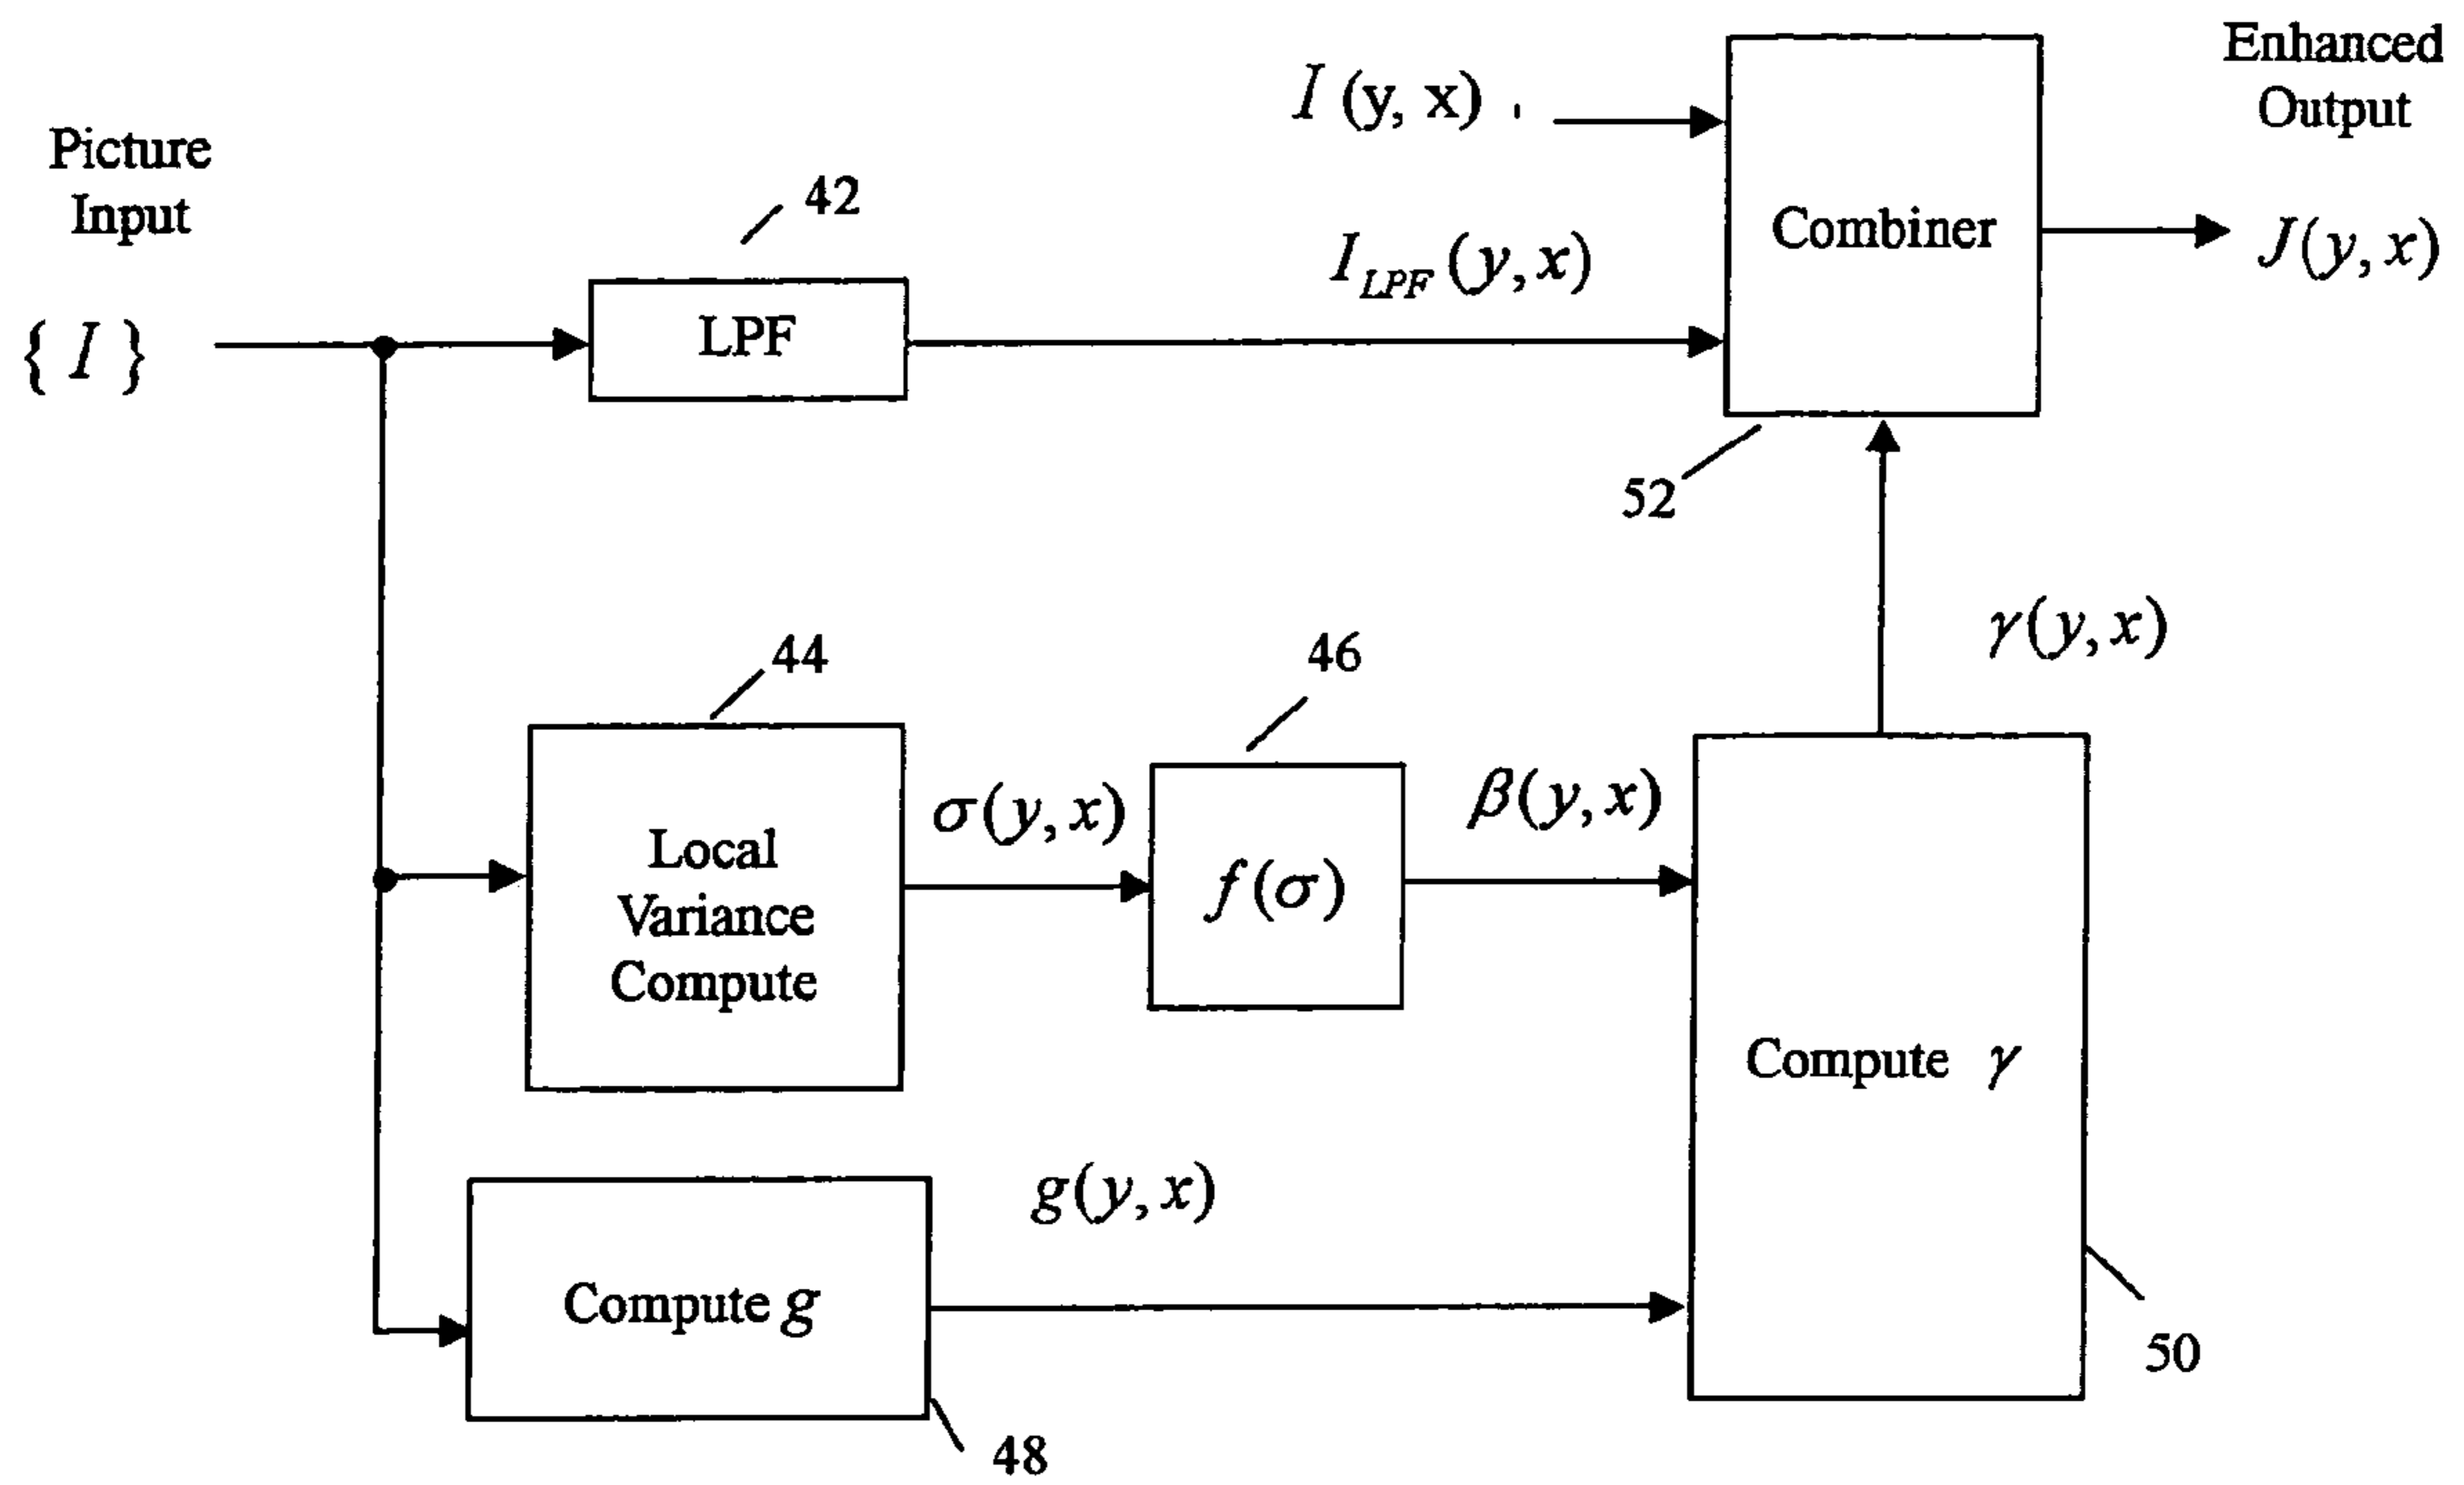 Enhanced
Output
I (y, x)
Picture
Input
42
Combiner
J(y, x)
I_LPF (y, x)
{ I }
LPF
52
γ(y, x)
44
46
σ(y, x)
β(y, x)
Local
Variance
Compute
f(σ)
Compute γ
g(y, x)
Compute g
50
48